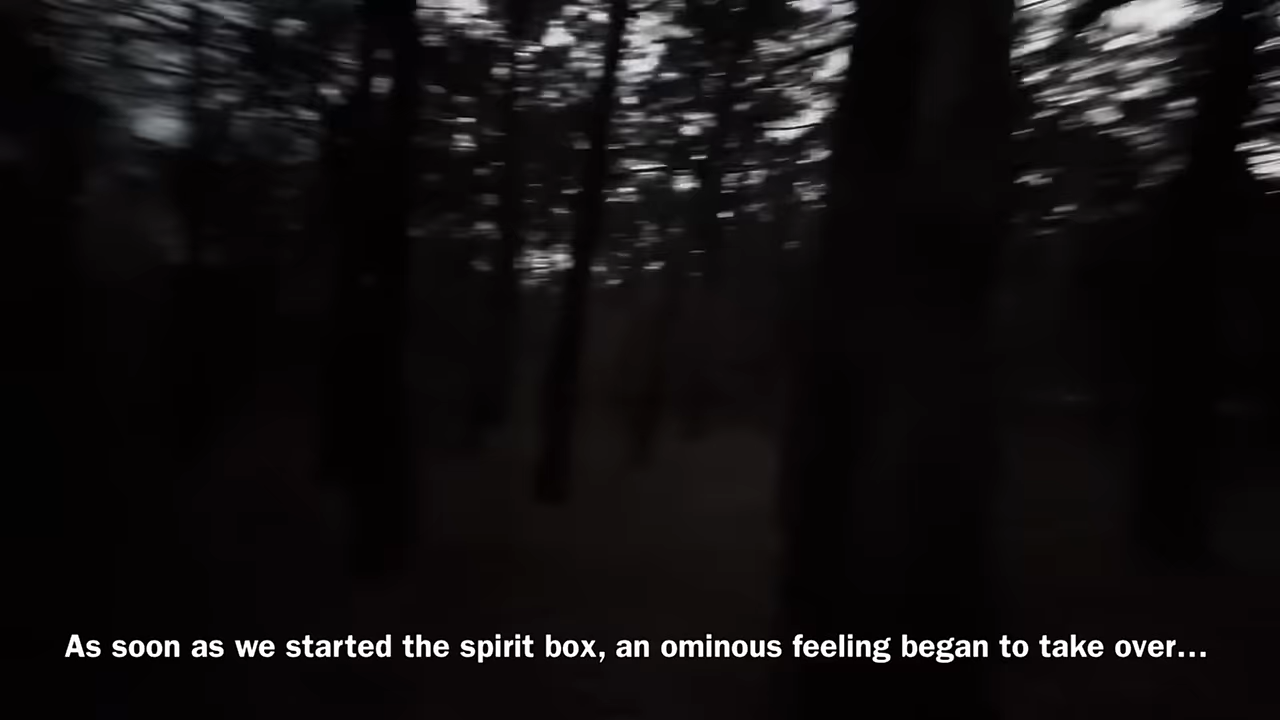 As soon as we started the spirit box, an ominous feeling began to take over...